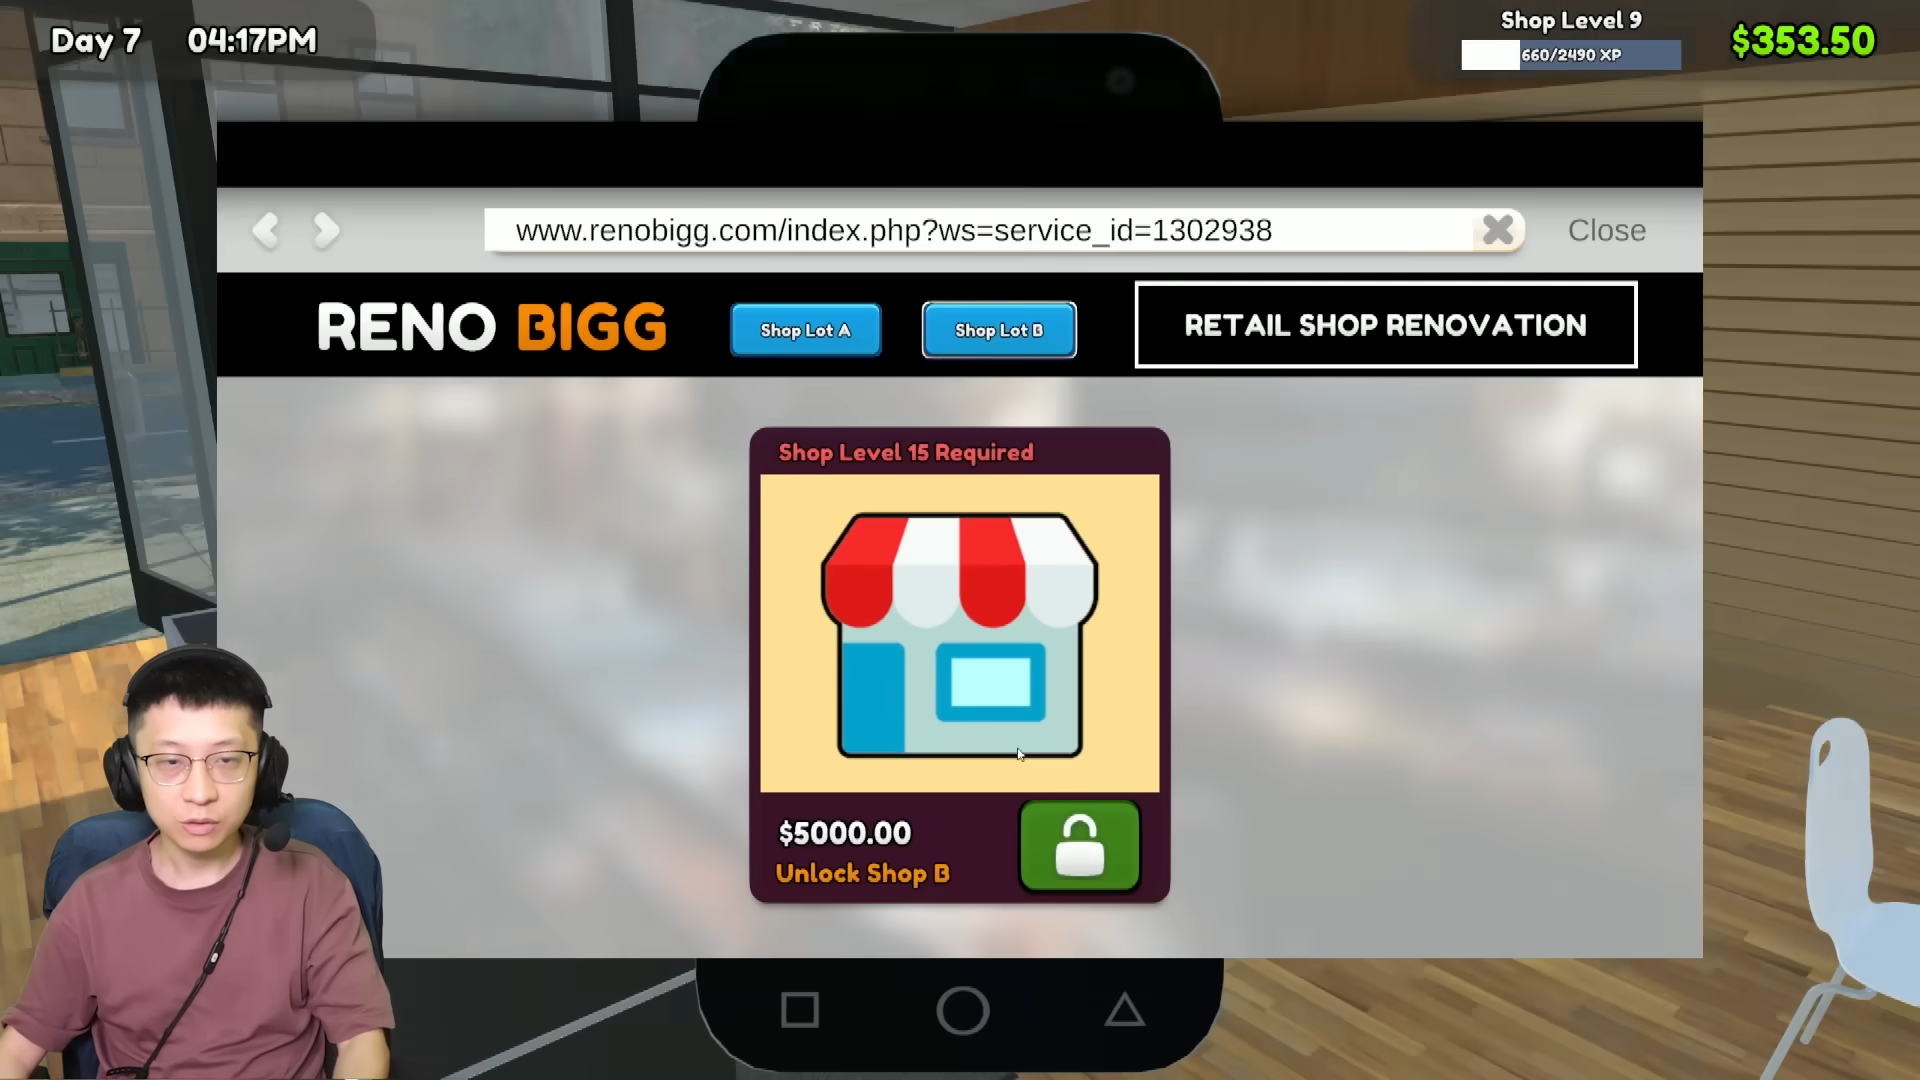 Day 7 04:17PM
Shop Level 9
660/2490 XP
$353.50
www.renobigg.com/index.php?ws=service_id=1302938
Close
RENO BIGG
Shop Lot A
Shop Lot B
RETAIL SHOP RENOVATION
Shop Level 15 Required
$5000.00
Unlock Shop B